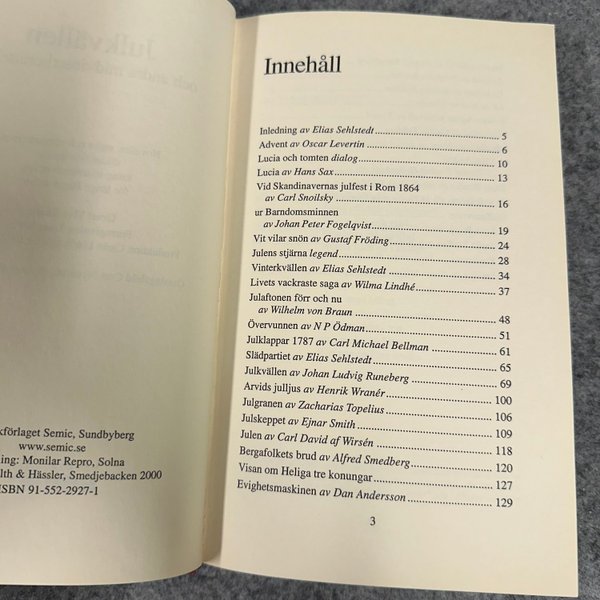 kförlaget Semic, Sundbyberg
www.semic.se
ing: Monilar Repro, Solna
lth & Hässler, Smedjebacken 2000
ISBN 91-552-2927-1
Innehåll
Inledning av Elias Sehlstedt 5
Advent av Oscar Levertin 6
Lucia och tomten dialog 10
Lucia av Hans Sax 13
Vid Skandinavernas julfest i Rom 1864
av Carl Snoilsky 16
ur Barndomsminnen
av Johan Peter Fogelqvist 19
Vit vilar snön av Gustaf Fröding 24
Julens stjärna legend 28
Vinterkvällen av Elias Sehlstedt 34
Livets vackraste saga av Wilma Lindhé 37
Julaftonen förr och nu
av Wilhelm von Braun 48
Övervunnen av N P Ödman 51
Julklappar 1787 av Carl Michael Bellman 61
Slädpartiet av Elias Sehlstedt 65
Julkvällen av Johan Ludvig Runeberg 69
Arvids julljus av Henrik Wranér 100
Julgranen av Zacharias Topelius 106
Julskeppet av Ejnar Smith 109
Julen av Carl David af Wirsén 118
Bergafolkets brud av Alfred Smedberg 120
Visan om Heliga tre konungar 127
Evighetsmaskinen av Dan Andersson 129
3